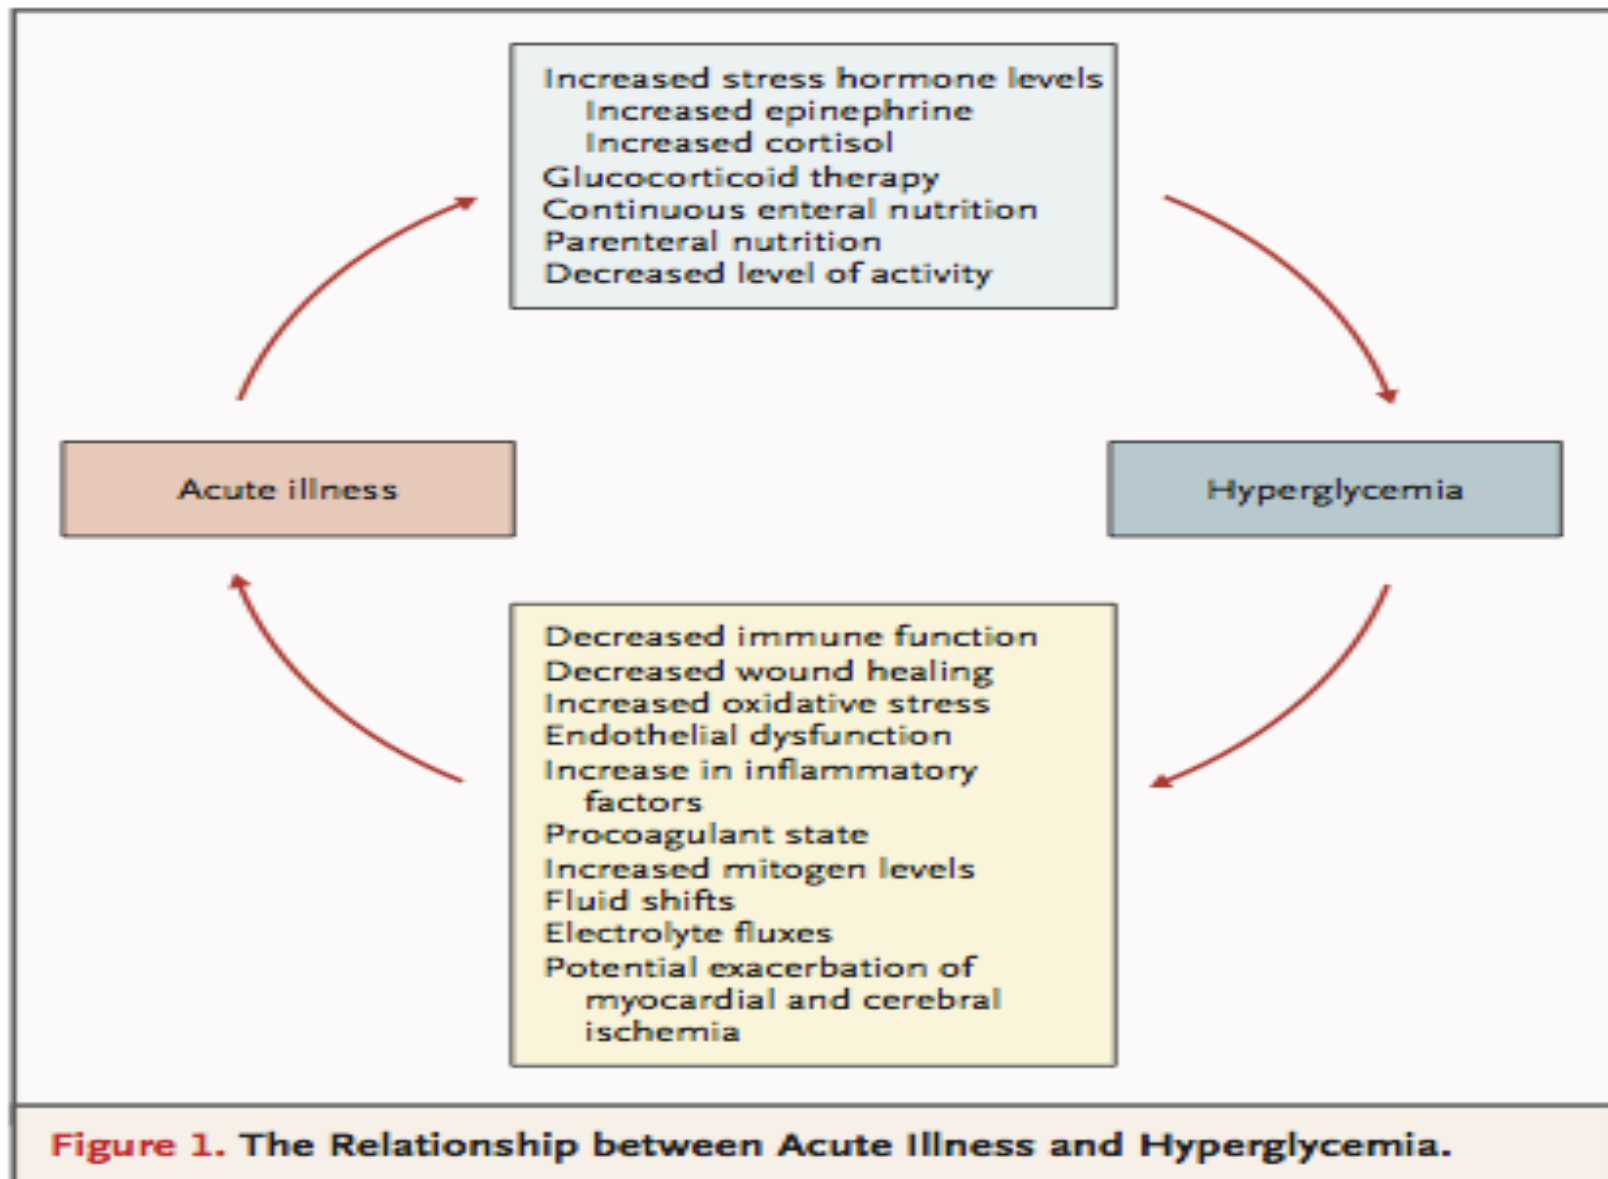 Increased stress hormone levels
Increased epinephrine
Increased cortisol
Glucocorticoid therapy
Continuous enteral nutrition
Parenteral nutrition
Decreased level of activity
Acute illness
Hyperglycemia
Decreased immune function
Decreased wound healing
Increased oxidative stress
Endothelial dysfunction
Increase in inflammatory
factors
Procoagulant state
Increased mitogen levels
Fluid shifts
Electrolyte fluxes
Potential exacerbation of
myocardial and cerebral
ischemia
Figure 1. The Relationship between Acute Illness and Hyperglycemia.